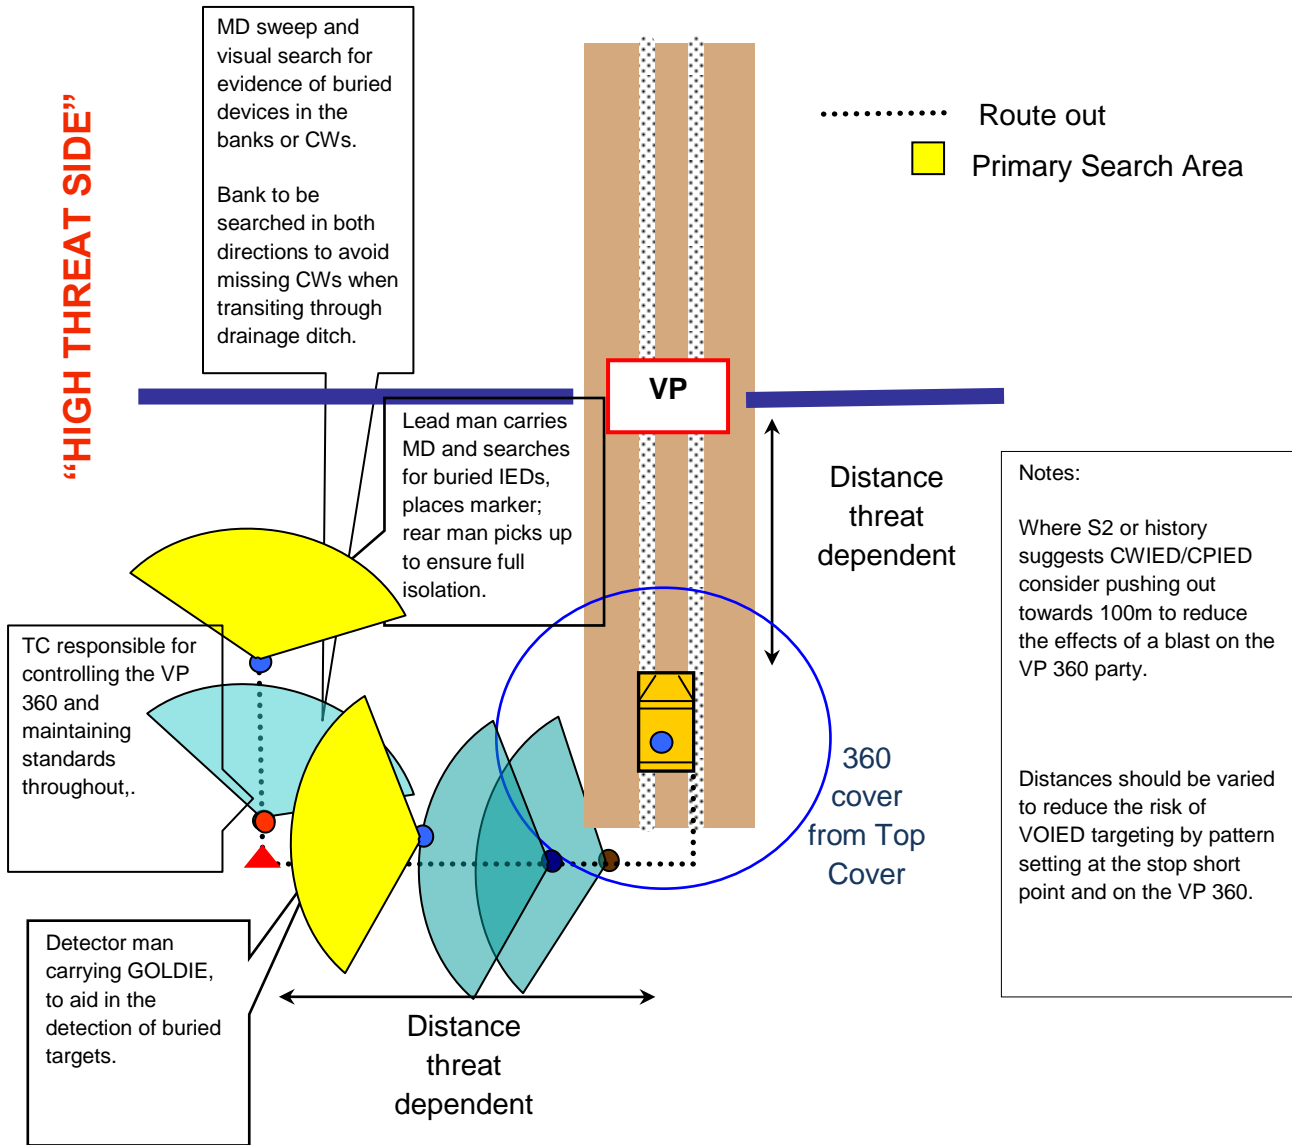 MD sweep and
visual search for
evidence of buried
devices in the
banks or CWs.
Bank to be
searched in both
directions to avoid
missing CWs when
transiting through
drainage ditch.
“HIGH THREAT SIDE”
Route out
Primary Search Area
VP
Lead man carries
MD and searches
for buried IEDs,
places marker;
rear man picks up
to ensure full
isolation.
Distance
threat
dependent
Notes:
Where S2 or history
suggests CWIED/CPIED
consider pushing out
towards 100m to reduce
the effects of a blast on the
VP 360 party.
Distances should be varied
to reduce the risk of
VOIED targeting by pattern
setting at the stop short
point and on the VP 360.
TC responsible for
controlling the VP
360 and
maintaining
standards
throughout,.
360
cover
from Top
Cover
Detector man
carrying GOLDIE,
to aid in the
detection of buried
targets.
Distance
threat
dependent